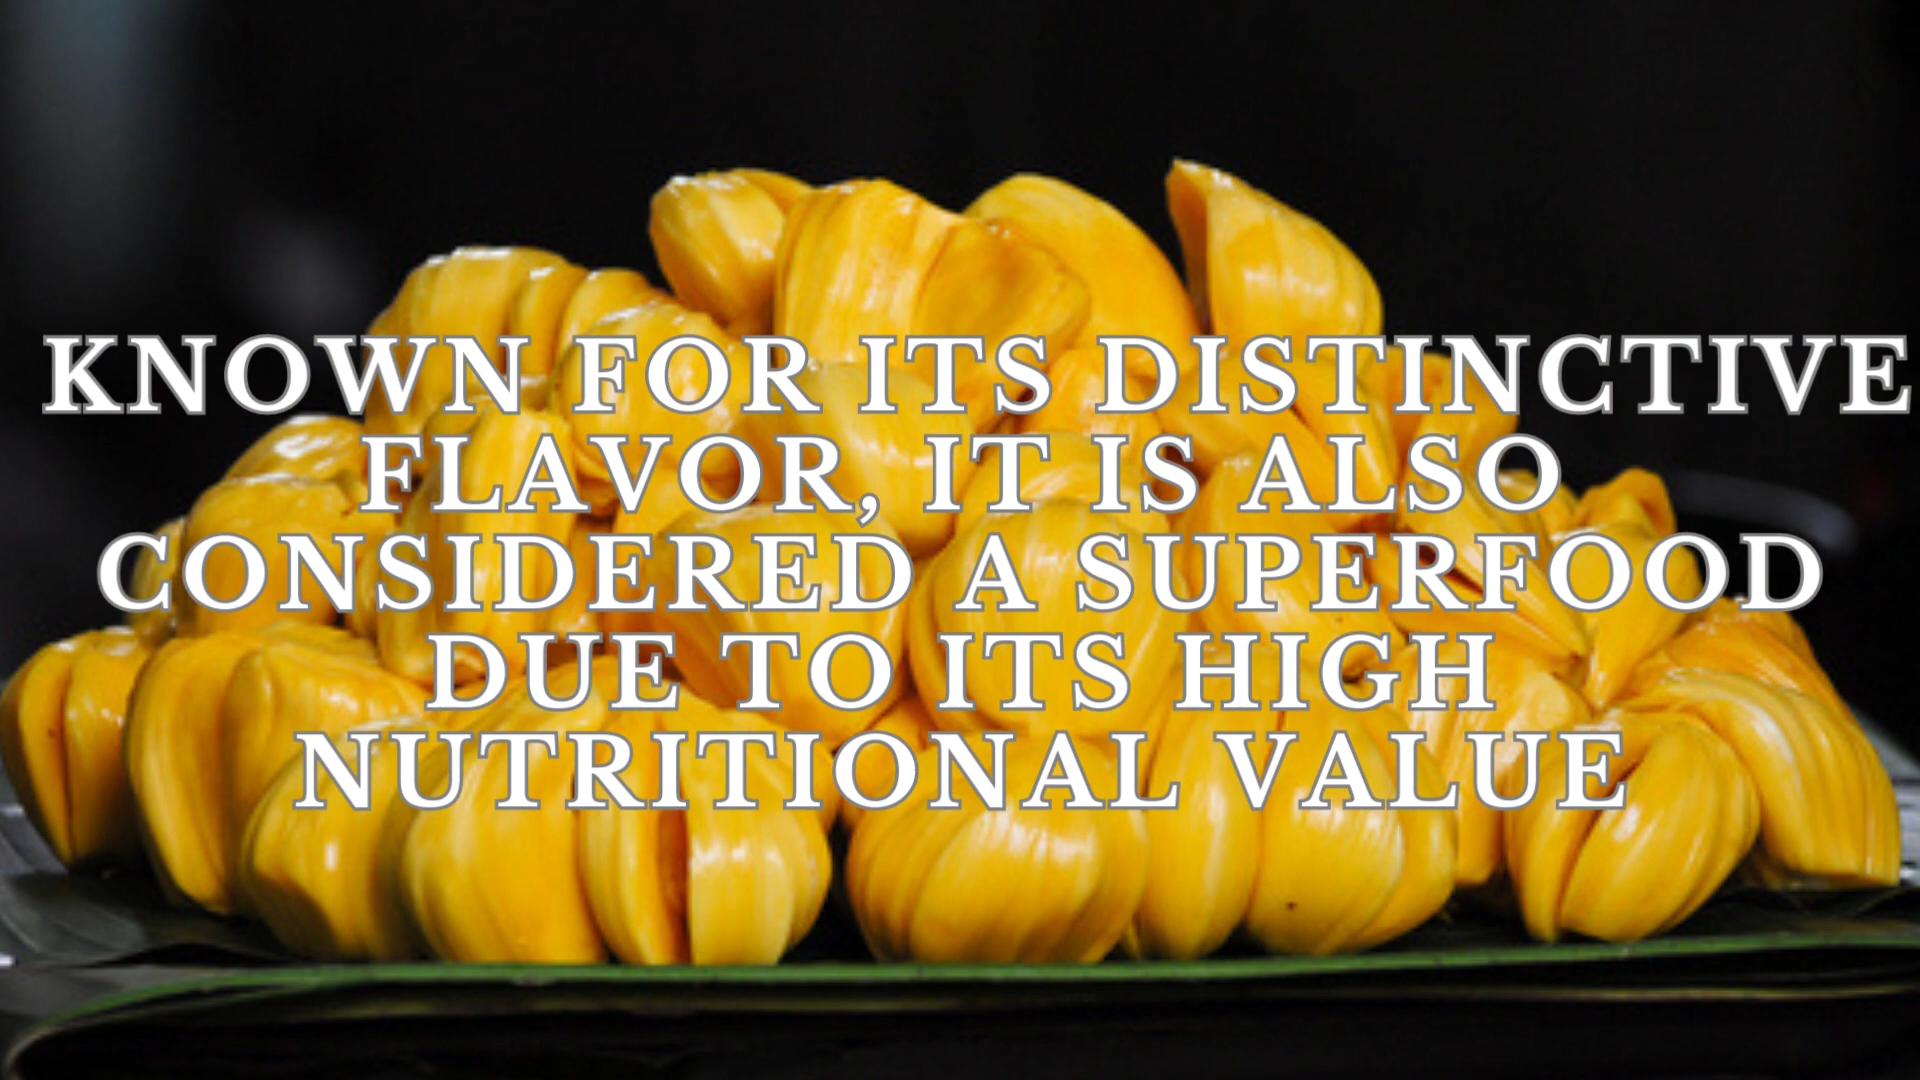 KNOWN FOR ITS DISTINCTIVE
FLAVOR, IT IS ALSO
CONSIDERED A SUPERFOOD
DUE TO ITS HIGH
NUTRITIONAL VALUE